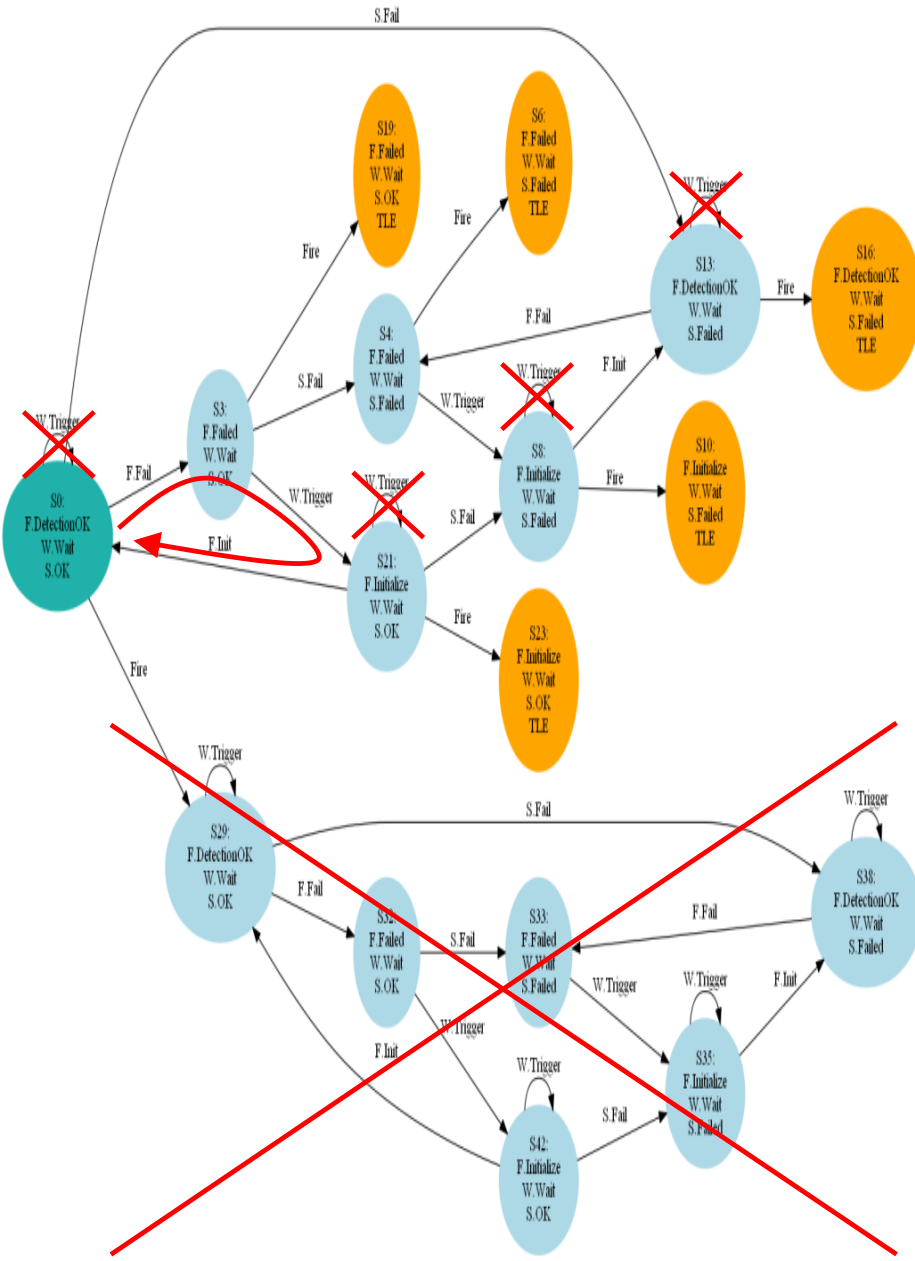 S.Fail
S19:
F.Failed
W.Wait
S.OK
TLE
S6:
F.Failed
W.Wait
S.Failed
TLE
W.Trigger
Fire
Fire
S13:
F.DetectionOK
W.Wait
S.Failed
S16:
F.DetectionOK
W.Wait
S.Failed
TLE
Fire
F.Fail
S4:
F.Failed
W.Wait
S.Failed
S.Fail
W.Trigger
F.Init
W.Trigger
S3:
F.Failed
W.Wait
S.OK
W.Trigger
F.Fail
S0:
F.DetectionOK
W.Wait
S.OK
W.Trigger
W.Trigger
S8:
F.Initialize
W.Wait
S.Failed
Fire
S10:
F.Initialize
W.Wait
S.Failed
TLE
S.Fail
F.Init
S21:
F.Initialize
W.Wait
S.OK
Fire
S23:
F.Initialize
W.Wait
S.OK
TLE
Fire
W.Trigger
S29:
F.DetectionOK
W.Wait
S.OK
S.Fail
W.Trigger
S38:
F.DetectionOK
W.Wait
S.Failed
F.Fail
S32:
F.Failed
W.Wait
S.OK
S.Fail
S33:
F.Failed
W.Wait
S.Failed
F.Fail
W.Trigger
W.Trigger
F.Init
W.Trigger
F.Init
S35:
F.Initialize
W.Wait
S.Failed
W.Trigger
S.Fail
S42:
F.Initialize
W.Wait
S.OK